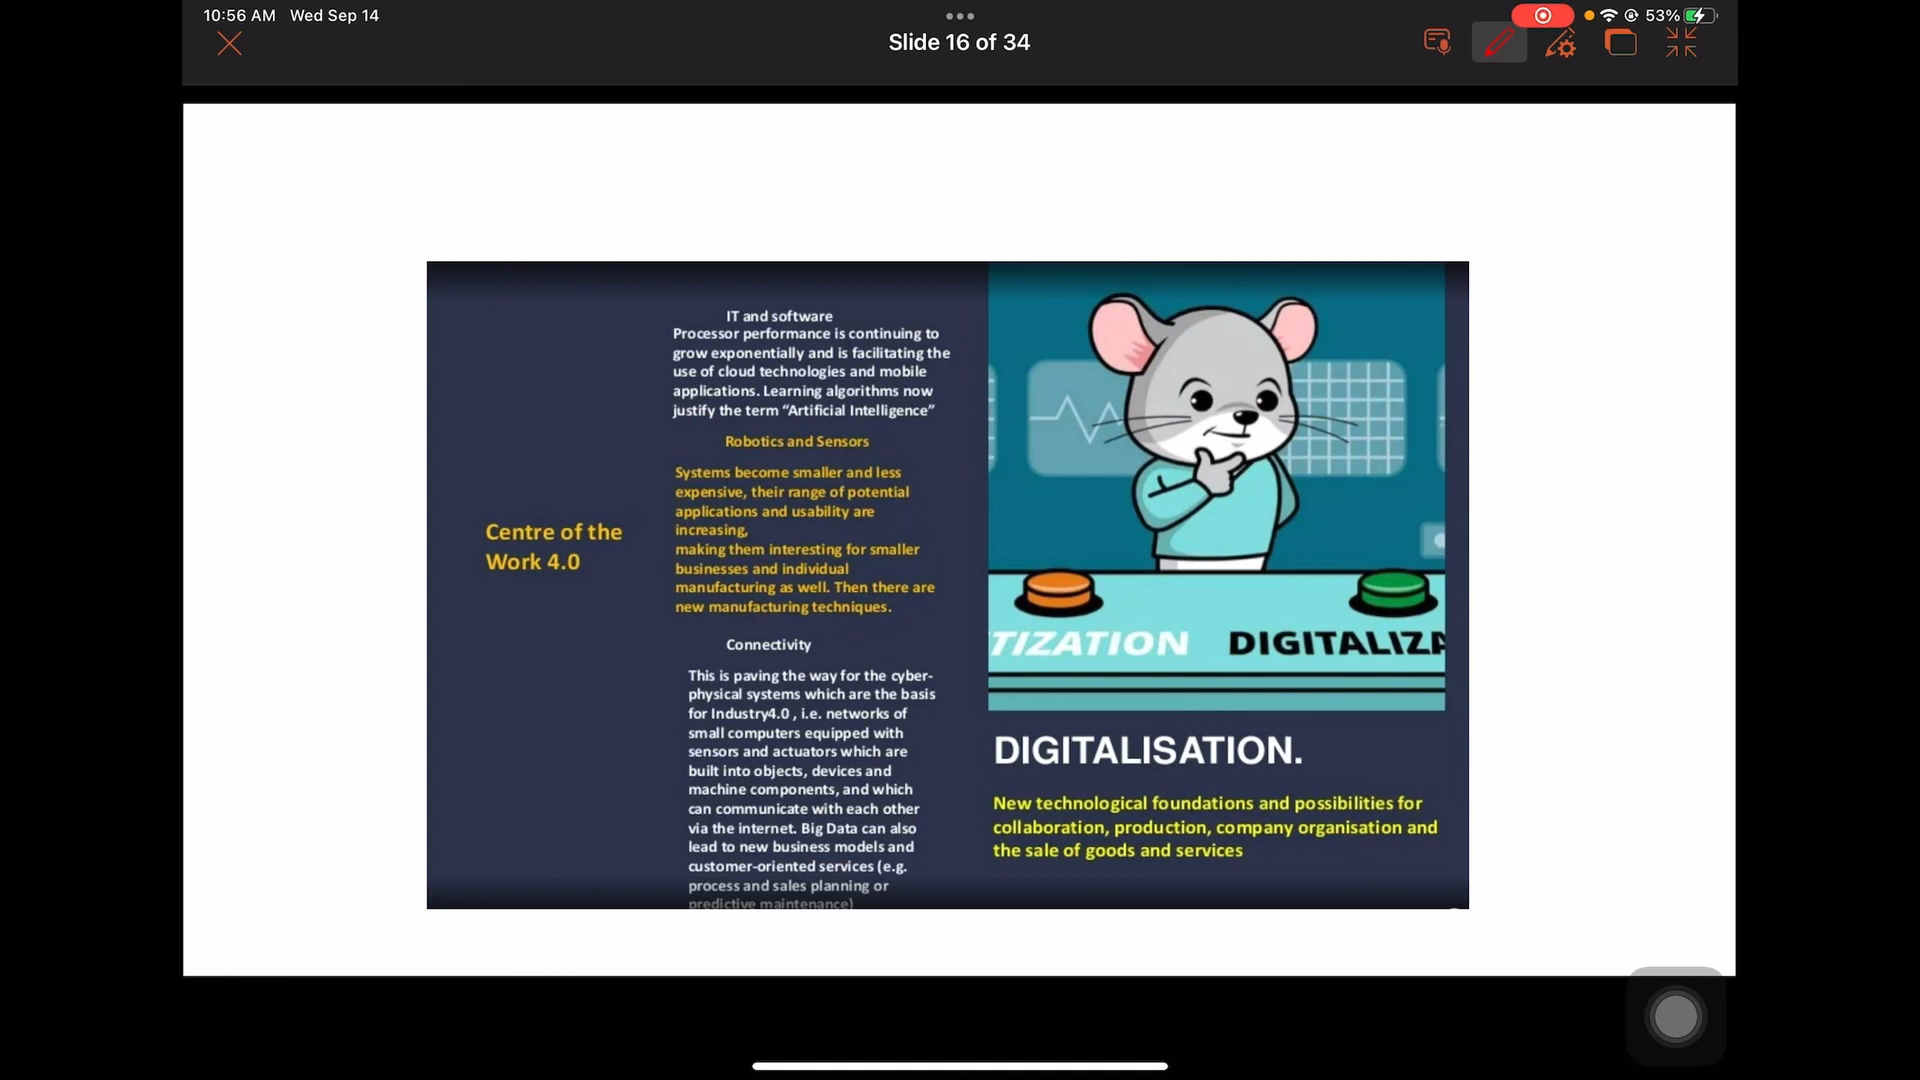 10:56 AM Wed Sep 14
53%
Slide 16 of 34
IT and software
Processor performance is continuing to
grow exponentially and is facilitating the
use of cloud technologies and mobile
applications. Learning algorithms now
justify the term “Artificial Intelligence”
Robotics and Sensors
Systems become smaller and less
expensive, their range of potential
applications and usability are
increasing,
making them interesting for smaller
businesses and individual
manufacturing as well. Then there are
new manufacturing techniques.
Centre of the
Work 4.0
Connectivity
This is paving the way for the cyber-
physical systems which are the basis
for Industry4.0 , i.e. networks of
small computers equipped with
sensors and actuators which are
built into objects, devices and
machine components, and which
can communicate with each other
via the internet. Big Data can also
lead to new business models and
customer-oriented services (e.g.
process and sales planning or
predictive maintenance)
TIZATION DIGITALIZA
DIGITALISATION.
New technological foundations and possibilities for
collaboration, production, company organisation and
the sale of goods and services